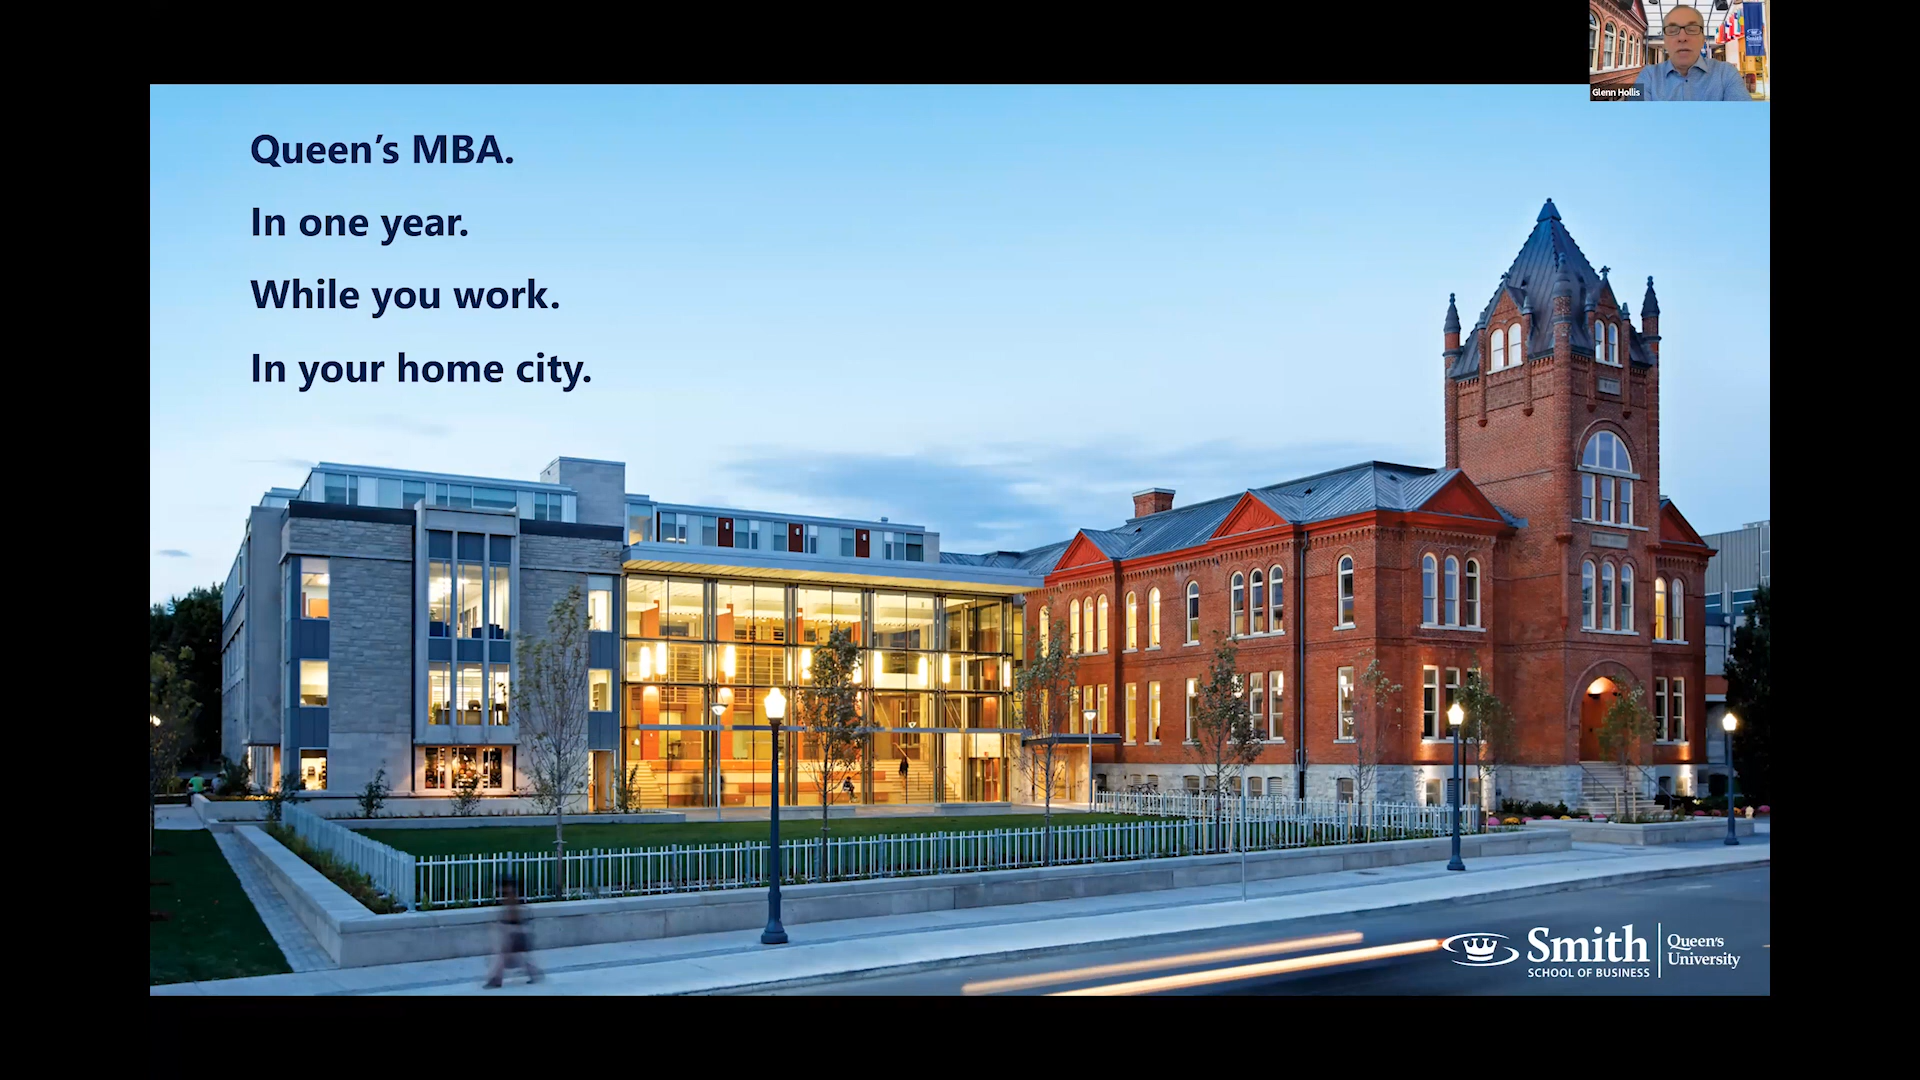 Glenn Hollis
Smith
Queen's MBA.
In one year.
While you work.
In your home city.
Smith
SCHOOL OF BUSINESS
Queen's
University